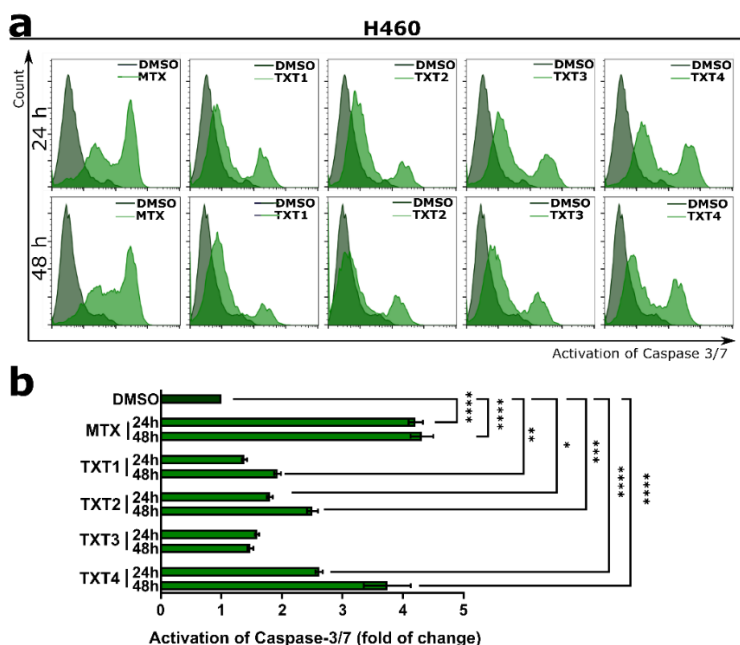 a
H460
Count
24 h
DMSO
MTX
DMSO
TXT1
DMSO
TXT2
DMSO
TXT3
DMSO
TXT4
48 h
DMSO
MTX
DMSO
TXT1
DMSO
TXT2
DMSO
TXT3
DMSO
TXT4
Activation of Caspase 3/7
b
DMSO
MTX
24h
48h
TXT1
24h
48h
TXT2
24h
48h
TXT3
24h
48h
TXT4
24h
48h
****
****
**
*
***
****
****
0 1 2 3 4 5
Activation of Caspase-3/7 (fold of change)